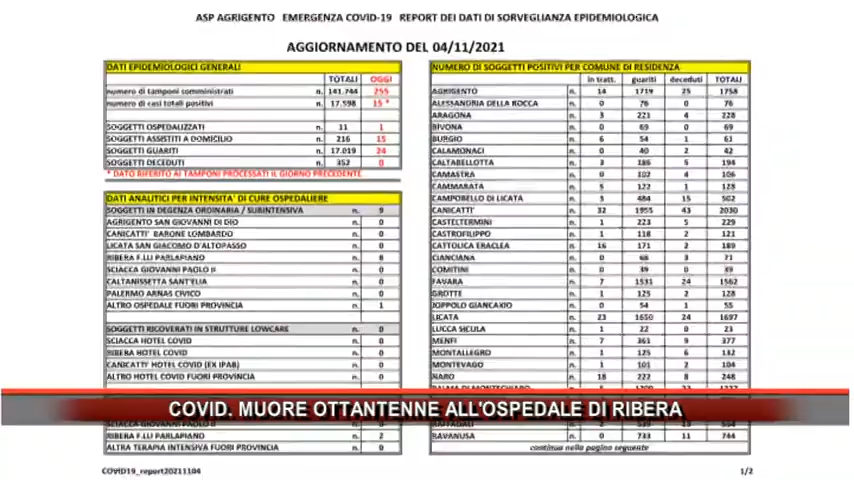 ASP AGRIGENTO EMERGENZA COVID-19 REPORT DEI DATI DI SORVEGLIANZA EPIDEMIOLOGICA
AGGIORNAMENTO DEL 04/11/2021
DATI EPIDEMIOLOGICI GENERALI
TOTALI OGGI
numero di tamponi somministrati n. 141.744 255
numero di casi totali positivi n. 17.598 15 *
SOGGETTI OSPEDALIZZATI n. 11 1
SOGGETTI ASSISTITI A DOMICILIO n. 216 15
SOGGETTI GUARITI n. 17.019 24
SOGGETTI DECEDUTI n. 352 0
* DATO RIFERITO AI TAMPONI PROCESSATI IL GIORNO PRECEDENTE
DATI ANALITICI PER INTENSITA' DI CURE OSPEDALIERE
SOGGETTI IN DEGENZA ORDINARIA / SUBINTENSIVA n. 9
AGRIGENTO SAN GIOVANNI DI DIO n. 0
CANICATTI' BARONE LOMBARDO n. 0
LICATA SAN GIACOMO D'ALTOPASSO n. 0
RIBERA F.LLI PARLAPIANO n. 8
SCIACCA GIOVANNI PAOLO II n. 0
CALTANISSETTA SANT'ELIA n. 0
PALERMO ARNAS CIVICO n. 0
ALTRO OSPEDALE FUORI PROVINCIA n. 1
SOGGETTI RICOVERATI IN STRUTTURE LOWCARE n. 0
SCIACCA HOTEL COVID n. 0
RIBERA HOTEL COVID n. 0
CANICATTI' HOTEL COVID (EX IPAB) n. 0
ALTRO HOTEL COVID FUORI PROVINCIA n. 0
SCIACCA GIOVANNI PAOLO II n. 0
RIBERA F.LLI PARLAPIANO n. 2
ALTRA TERAPIA INTENSIVA FUORI PROVINCIA n. 0
NUMERO DI SOGGETTI POSITIVI PER COMUNE DI RESIDENZA
in tratt. guariti deceduti TOTALI
AGRIGENTO n. 14 1719 25 1758
ALESSANDRIA DELLA ROCCA n. 0 76 0 76
ARAGONA n. 3 221 4 228
BIVONA n. 0 69 0 69
BURGIO n. 6 54 1 61
CALAMONACI n. 0 40 2 42
CALTABELLOTTA n. 3 186 5 194
CAMASTRA n. 0 102 4 106
CAMMARATA n. 5 122 1 128
CAMPOBELLO DI LICATA n. 3 484 15 502
CANICATTI' n. 32 1955 43 2030
CASTELTERMINI n. 1 223 5 229
CASTROFILIPPO n. 1 118 2 121
CATTOLICA ERACLEA n. 16 171 2 189
CIANCIANA n. 0 68 3 71
COMITINI n. 0 39 0 39
FAVARA n. 7 1531 24 1562
GROTTE n. 1 125 2 128
JOPPOLO GIANCAXIO n. 0 54 1 55
LICATA n. 23 1650 24 1697
LUCCA SICULA n. 1 22 0 23
MENFI n. 7 361 9 377
MONTALLEGRO n. 1 125 6 132
MONTEVAGO n. 1 101 2 104
NARO n. 18 222 8 248
RAFFADALI
RAVANUSA n. 0 733 11 744
continua nella pagina seguente
COVID. MUORE OTTANTENNE ALL'OSPEDALE DI RIBERA
COVID19_report20211104 1/2